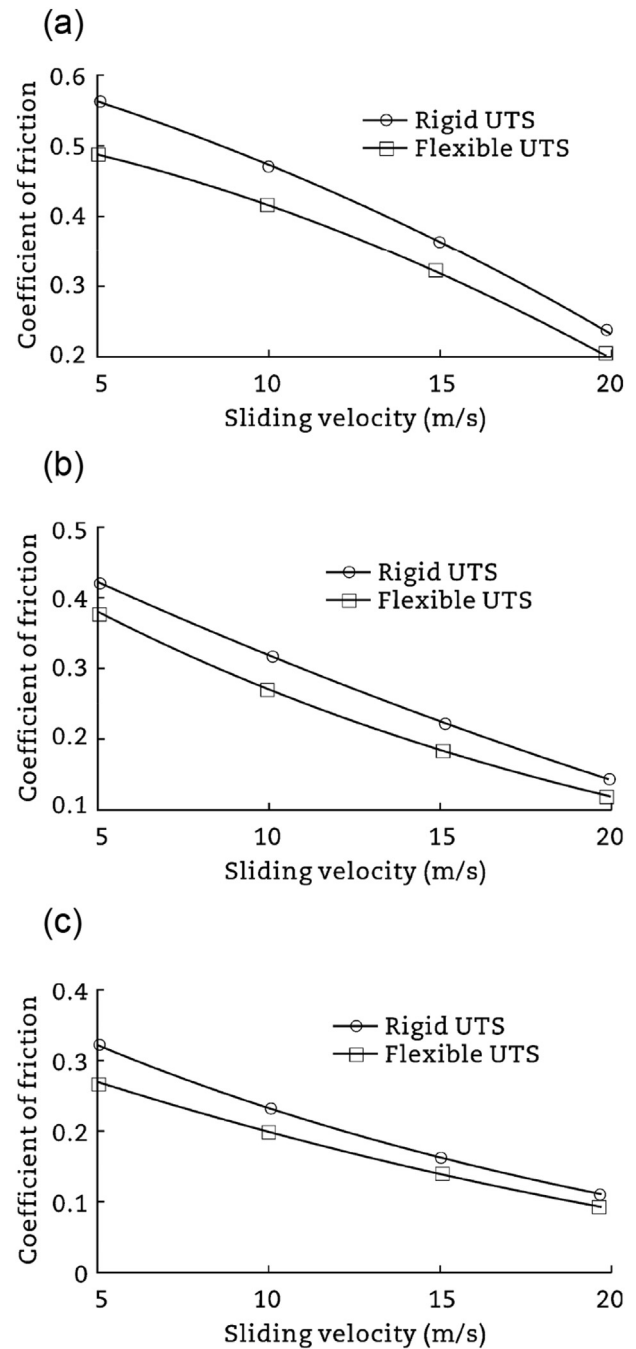 (a)
Coefficient of friction
0.6
0.5
0.4
0.3
0.2
Rigid UTS
Flexible UTS
5 10 15 20
Sliding velocity (m/s)
(b)
Coefficient of friction
0.5
0.4
0.3
0.2
0.1
Rigid UTS
Flexible UTS
5 10 15 20
Sliding velocity (m/s)
(c)
Coefficient of friction
0.4
0.3
0.2
0.1
0
Rigid UTS
Flexible UTS
5 10 15 20
Sliding velocity (m/s)